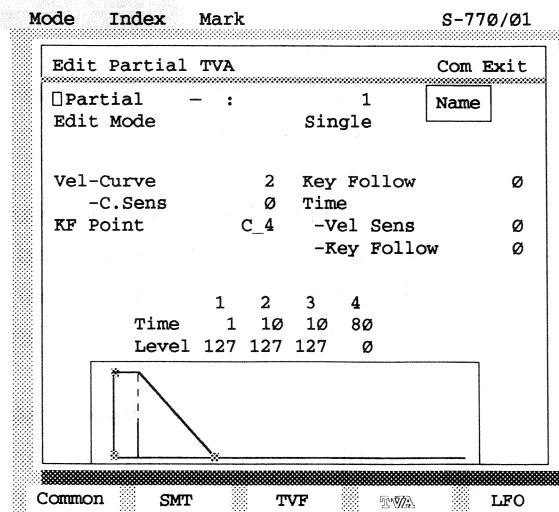 Mode Index Mark S-770/Ø1
Edit Partial TVA Com Exit
▯Partial - : 1 Name
Edit Mode Single
Vel-Curve 2 Key Follow Ø
-C.Sens Ø Time
KF Point C_4 -Vel Sens Ø
-Key Follow Ø
1 2 3 4
Time 1 1Ø 1Ø 8Ø
Level 127 127 127 Ø
Common SMT TVF TVA LFO